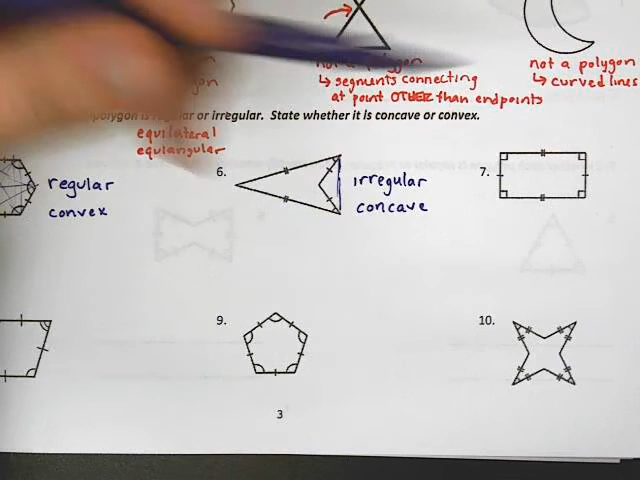 not a polygon
↳ segments connecting
at point OTHER than endpoints
not a polygon
↳ curved lines
polygon is regular or irregular. State whether it is concave or convex.
equilateral
equiangular
regular
convex
6.
irregular
concave
7.
9.
10.
3